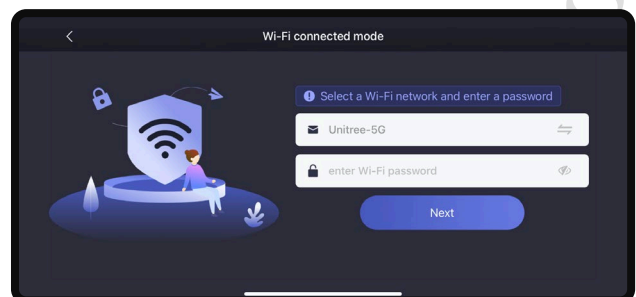 Wi-Fi connected mode
Select a Wi-Fi network and enter a password
Unitree-5G
enter Wi-Fi password
Next